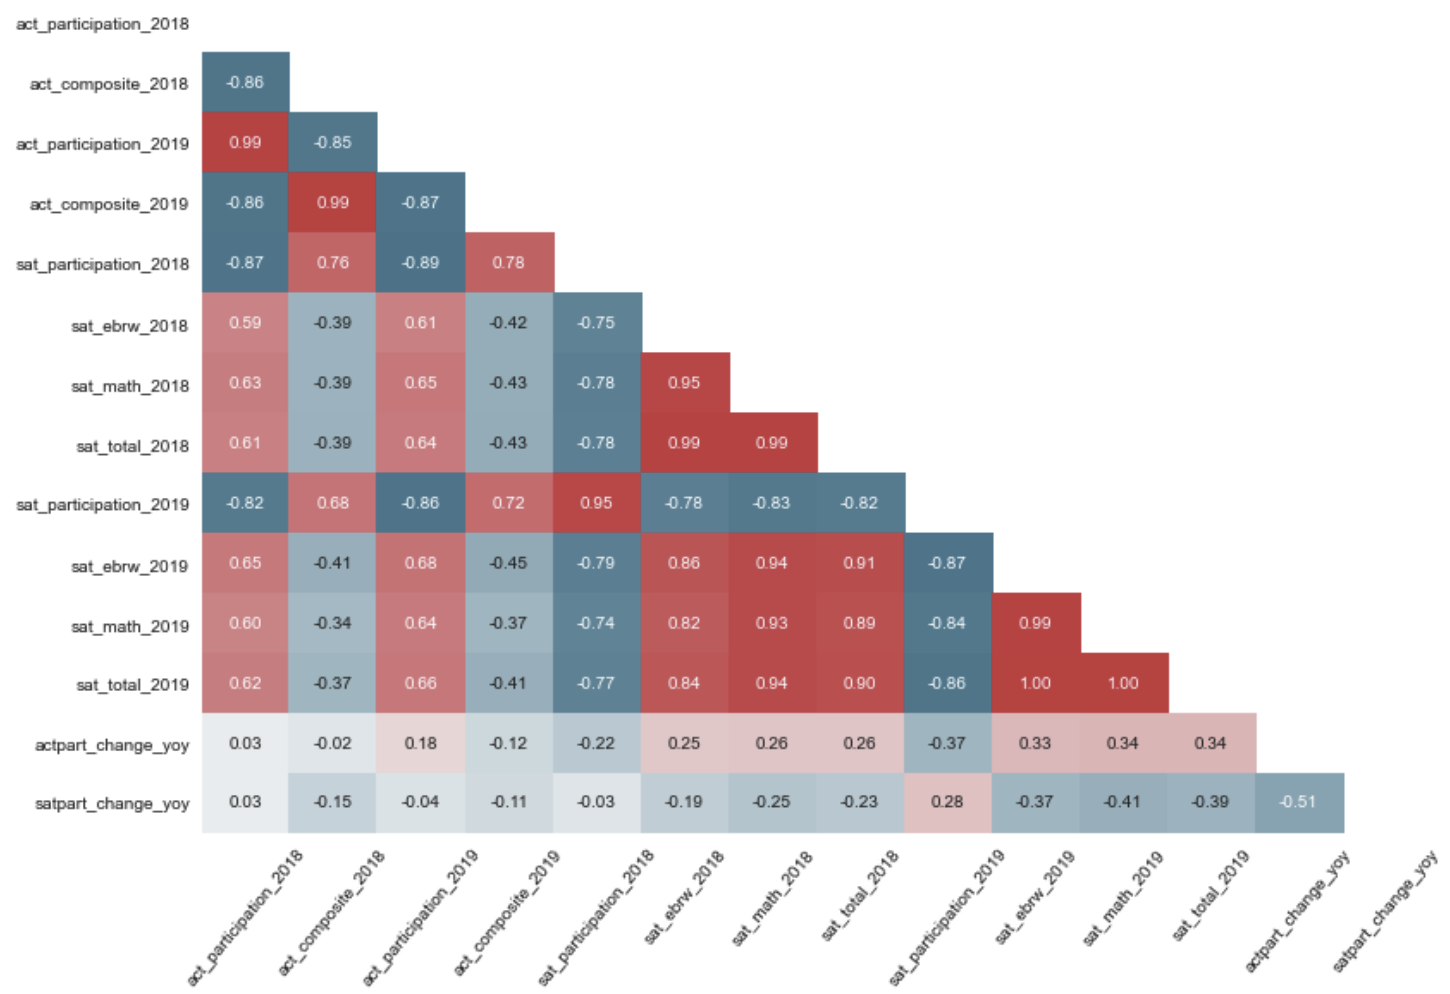 act_participation_2018
act_composite_2018 -0.86
act_participation_2019 0.99 -0.85
act_composite_2019 -0.86 0.99 -0.87
sat_participation_2018 -0.87 0.76 -0.89 0.78
sat_ebrw_2018 0.59 -0.39 0.61 -0.42 -0.75
sat_math_2018 0.63 -0.39 0.65 -0.43 -0.78 0.95
sat_total_2018 0.61 -0.39 0.64 -0.43 -0.78 0.99 0.99
sat_participation_2019 -0.82 0.68 -0.86 0.72 0.95 -0.78 -0.83 -0.82
sat_ebrw_2019 0.65 -0.41 0.68 -0.45 -0.79 0.86 0.94 0.91 -0.87
sat_math_2019 0.60 -0.34 0.64 -0.37 -0.74 0.82 0.93 0.89 -0.84 0.99
sat_total_2019 0.62 -0.37 0.66 -0.41 -0.77 0.84 0.94 0.90 -0.86 1.00 1.00
actpart_change_yoy 0.03 -0.02 0.18 -0.12 -0.22 0.25 0.26 0.26 -0.37 0.33 0.34 0.34
satpart_change_yoy 0.03 -0.15 -0.04 -0.11 -0.03 -0.19 -0.25 -0.23 0.28 -0.37 -0.41 -0.39 -0.51
act_participation_2018
act_composite_2018
act_participation_2019
act_composite_2019
sat_participation_2018
sat_ebrw_2018
sat_math_2018
sat_total_2018
sat_participation_2019
sat_ebrw_2019
sat_math_2019
sat_total_2019
actpart_change_yoy
satpart_change_yoy